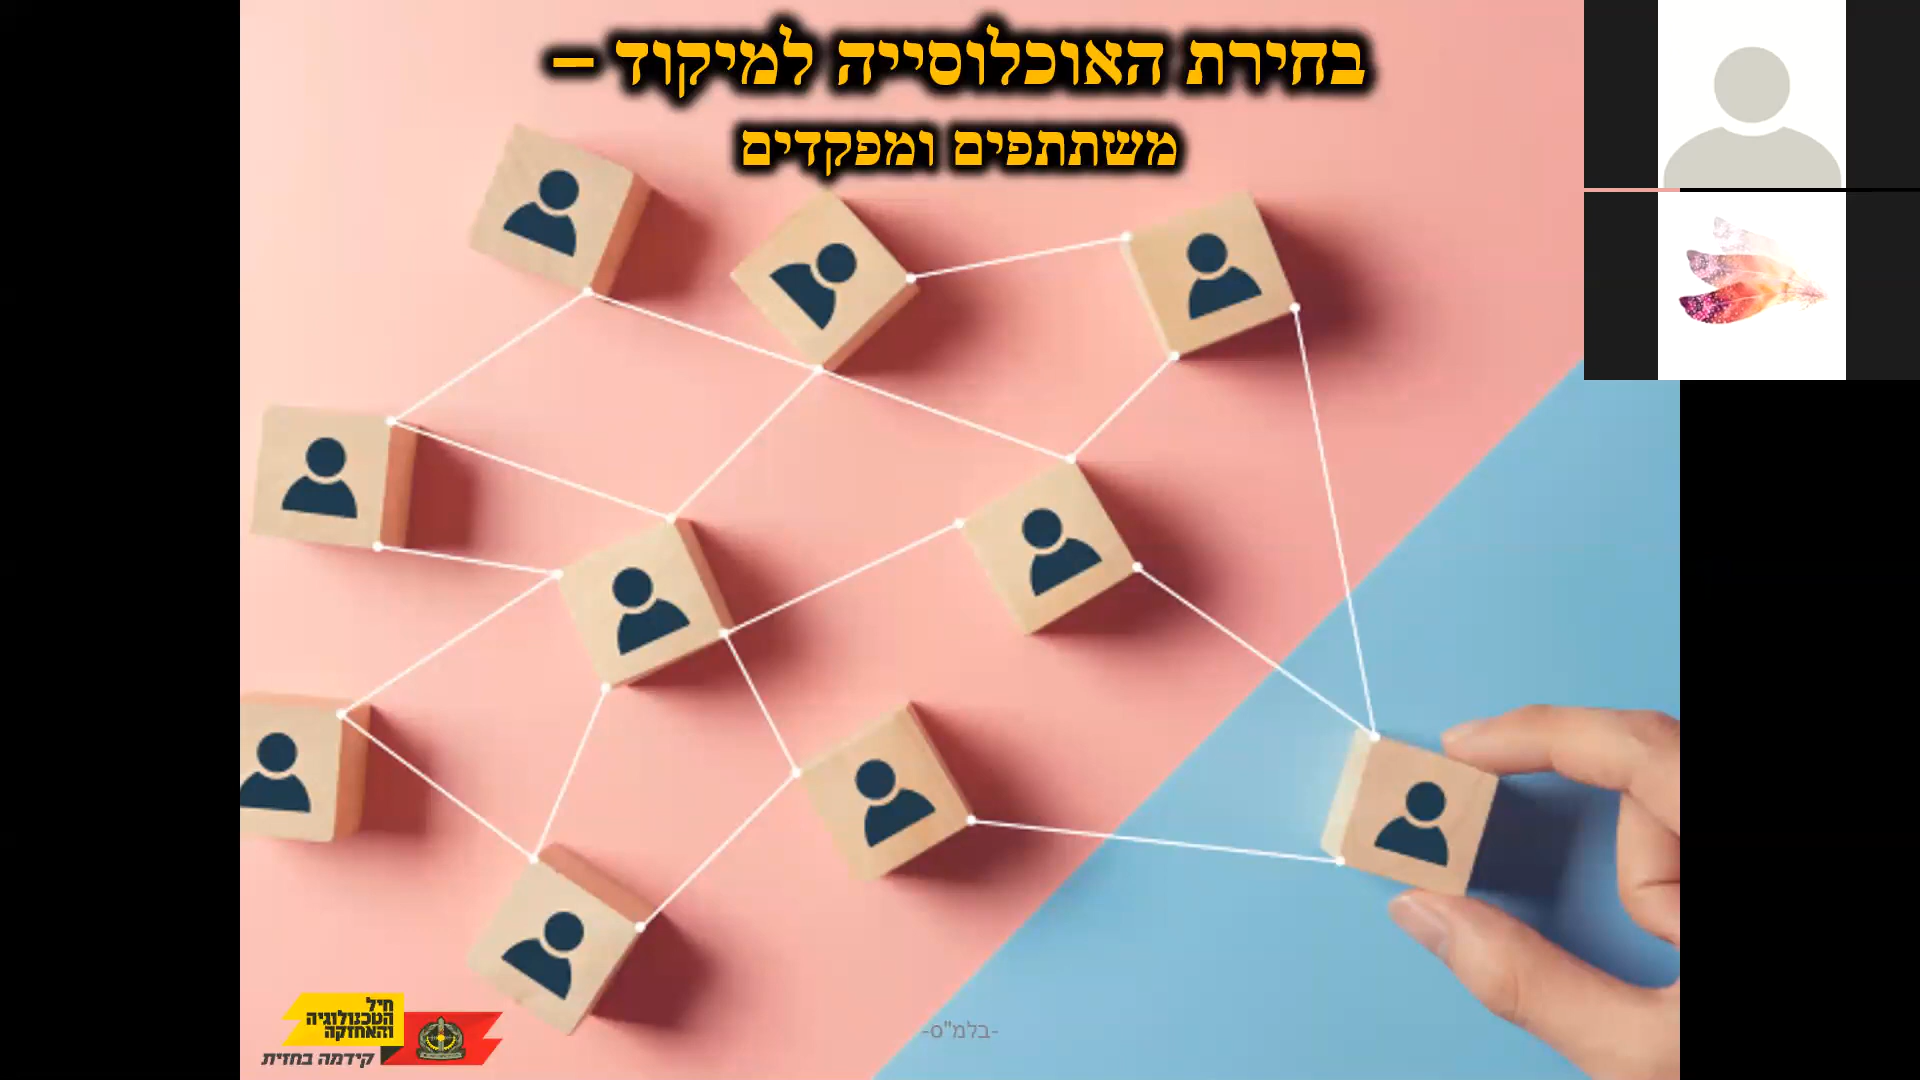 בחירת האוכלוסייה למיקוד –
משתתפים ומפקדים
חיל
הטכנולוגיה
והאחזקה
קידמה בחזית
-בלמ"ס-